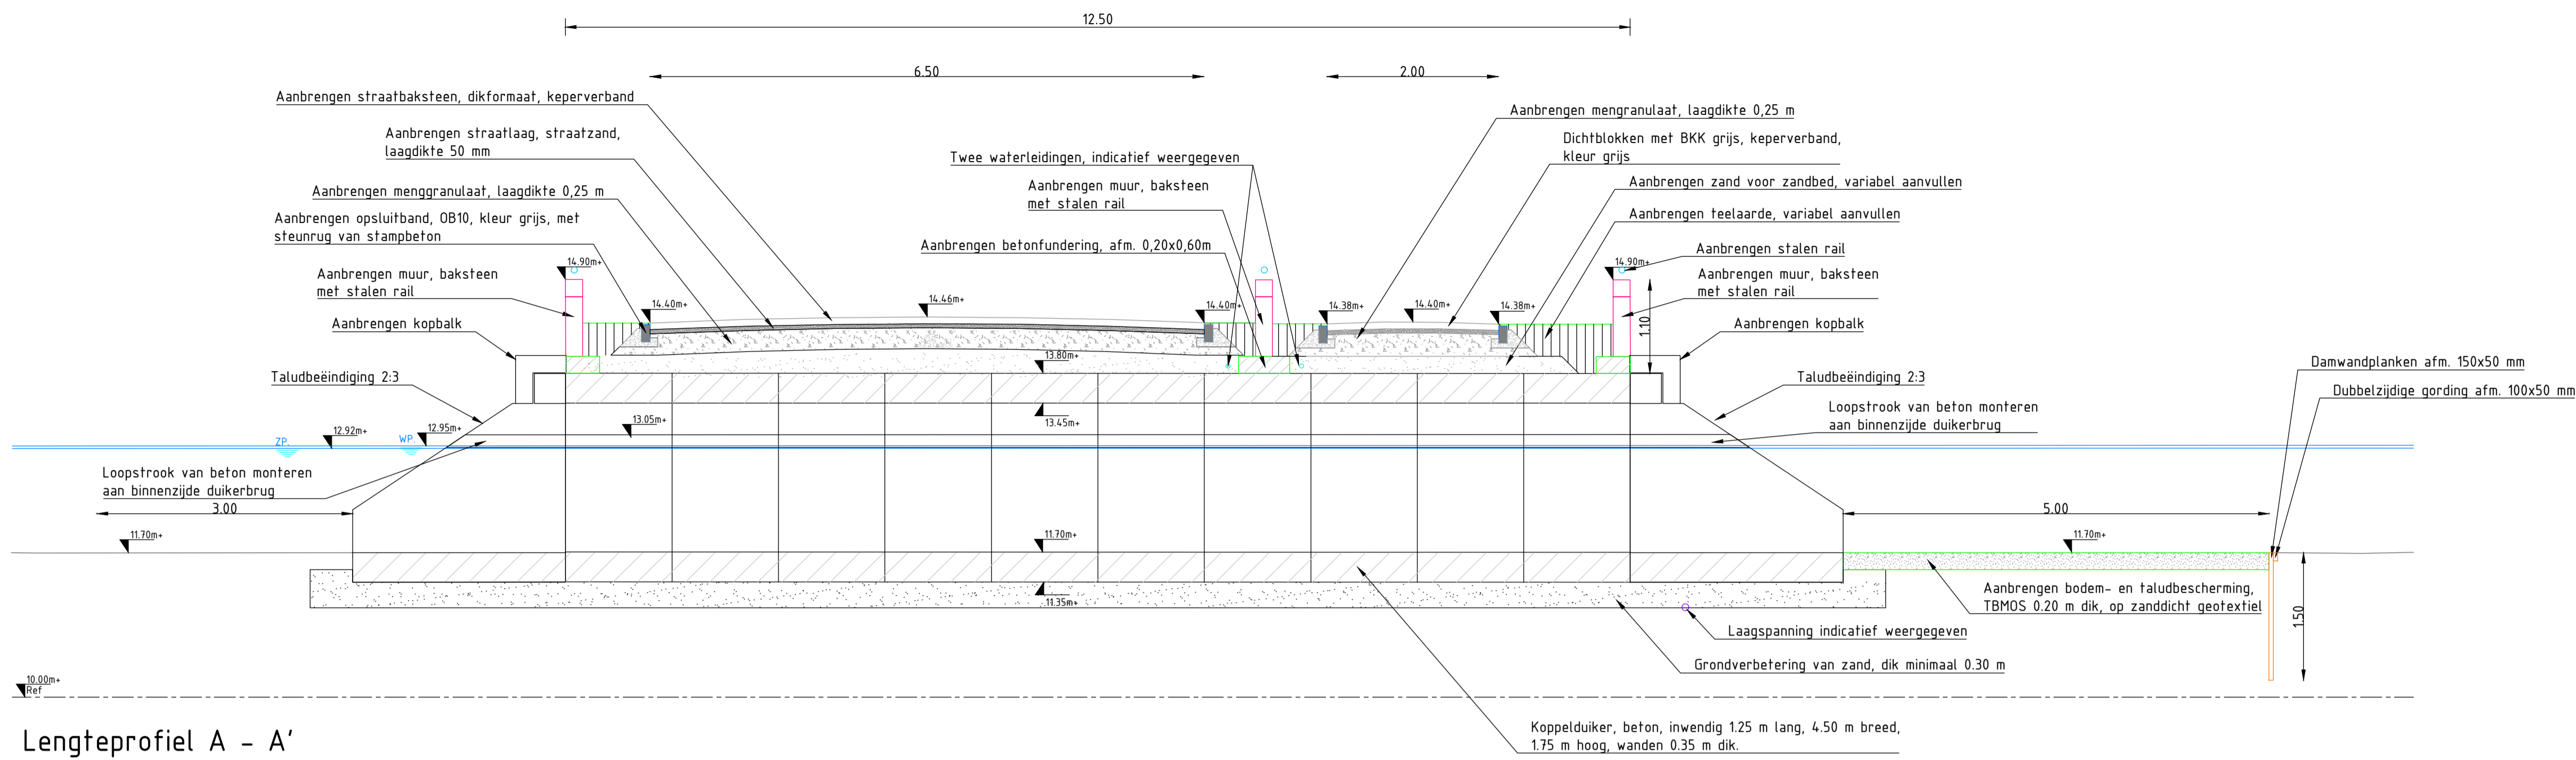 12.50
6.50
2.00
Aanbrengen straatbaksteen, dikformaat, keperverband
Aanbrengen straatlaag, straatzand,
laagdikte 50 mm
Aanbrengen menggranulaat, laagdikte 0,25 m
Aanbrengen opsluitband, OB10, kleur grijs, met
steunrug van stampbeton
Aanbrengen muur, baksteen
met stalen rail
Aanbrengen kopbalk
Taludbeëindiging 2:3
Twee waterleidingen, indicatief weergegeven
Aanbrengen muur, baksteen
met stalen rail
Aanbrengen betonfundering, afm. 0,20x0,60m
Aanbrengen mengranulaat, laagdikte 0,25 m
Dichtblokken met BKK grijs, keperverband,
kleur grijs
Aanbrengen zand voor zandbed, variabel aanvullen
Aanbrengen teelaarde, variabel aanvullen
Aanbrengen stalen rail
Aanbrengen muur, baksteen
met stalen rail
Aanbrengen kopbalk
Taludbeëindiging 2:3
Loopstrook van beton monteren
aan binnenzijde duikerbrug
Damwandplanken afm. 150x50 mm
Dubbelzijdige gording afm. 100x50 mm
14.90m+
14.40m+
14.46m+
14.40m+
14.38m+
14.40m+
14.38m+
14.90m+
1.10
13.80m+
13.45m+
13.05m+
ZP.
12.92m+
WP.
12.95m+
Loopstrook van beton monteren
aan binnenzijde duikerbrug
3.00
5.00
11.70m+
11.70m+
11.70m+
11.35m+
1.50
Aanbrengen bodem- en taludbescherming,
TBMOS 0.20 m dik, op zanddicht geotextiel
Laagspanning indicatief weergegeven
Grondverbetering van zand, dik minimaal 0.30 m
10.00m+
Ref
Koppelduiker, beton, inwendig 1.25 m lang, 4.50 m breed,
1.75 m hoog, wanden 0.35 m dik.
Lengteprofiel A - A'